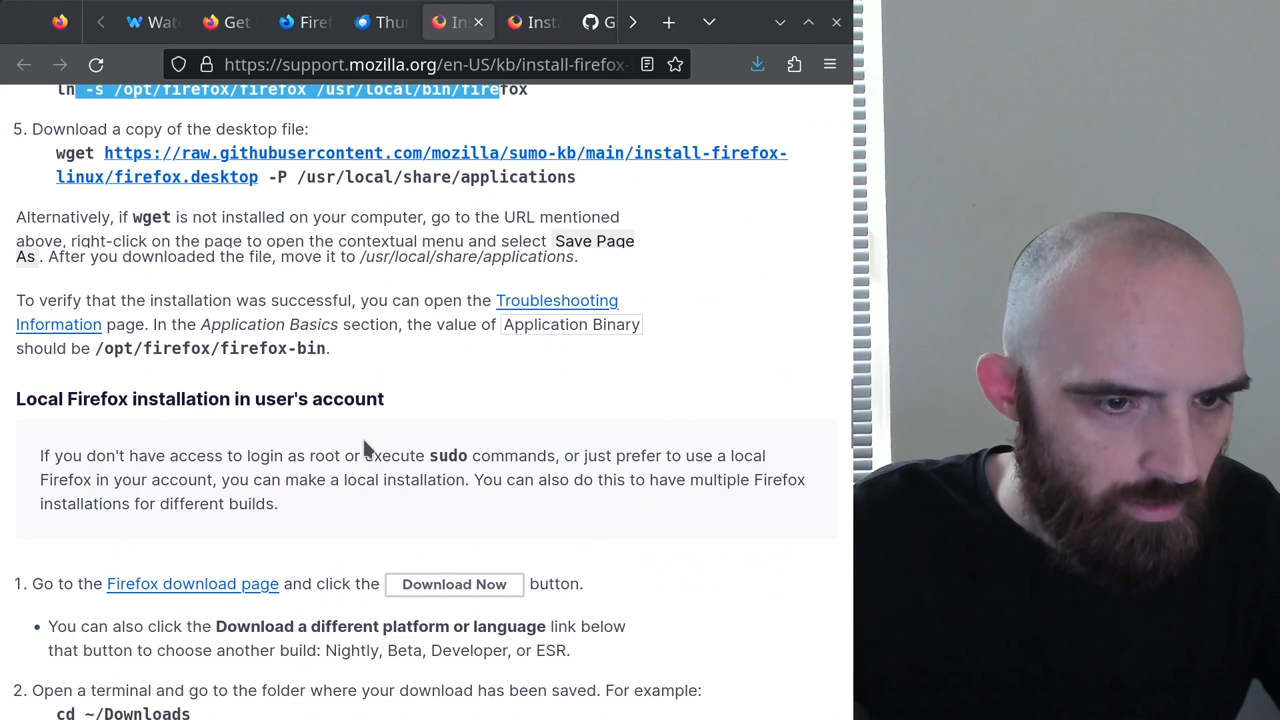 Wat
Get
Firef
Thu
In
Inst
G
https://support.mozilla.org/en-US/kb/install-firefox-
ln -s /opt/firefox/firefox /usr/local/bin/firefox
5. Download a copy of the desktop file:
wget https://raw.githubusercontent.com/mozilla/sumo-kb/main/install-firefox-
linux/firefox.desktop -P /usr/local/share/applications
Alternatively, if wget is not installed on your computer, go to the URL mentioned
above, right-click on the page to open the contextual menu and select Save Page
As . After you downloaded the file, move it to /usr/local/share/applications.
To verify that the installation was successful, you can open the Troubleshooting
Information page. In the Application Basics section, the value of Application Binary
should be /opt/firefox/firefox-bin.
Local Firefox installation in user's account
If you don't have access to login as root or execute sudo commands, or just prefer to use a local
Firefox in your account, you can make a local installation. You can also do this to have multiple Firefox
installations for different builds.
1. Go to the Firefox download page and click the Download Now button.
• You can also click the Download a different platform or language link below
that button to choose another build: Nightly, Beta, Developer, or ESR.
2. Open a terminal and go to the folder where your download has been saved. For example:
cd ~/Downloads